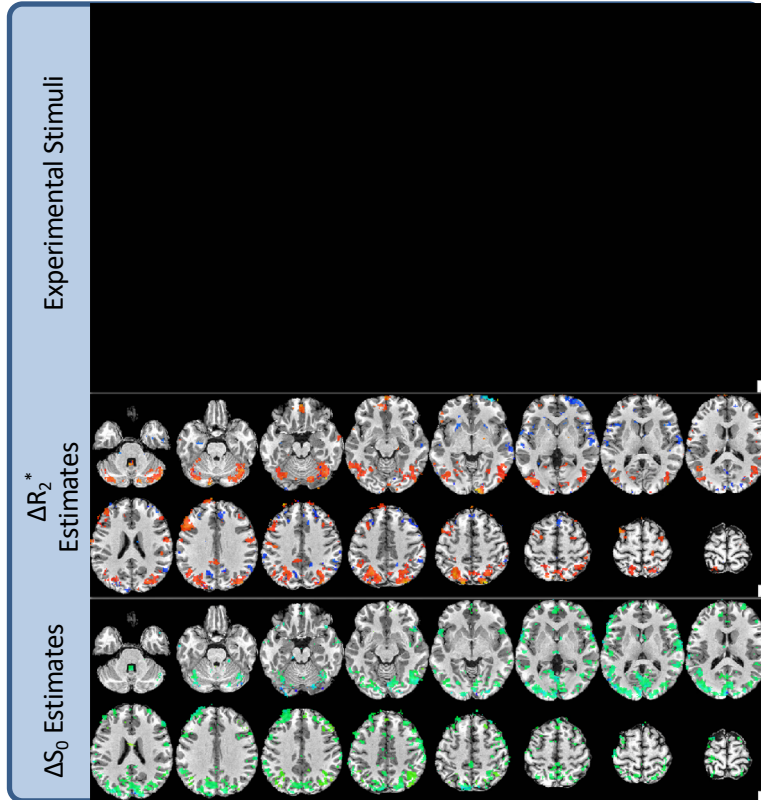 Experimental Stimuli
ΔR₂*
Estimates
ΔS₀ Estimates